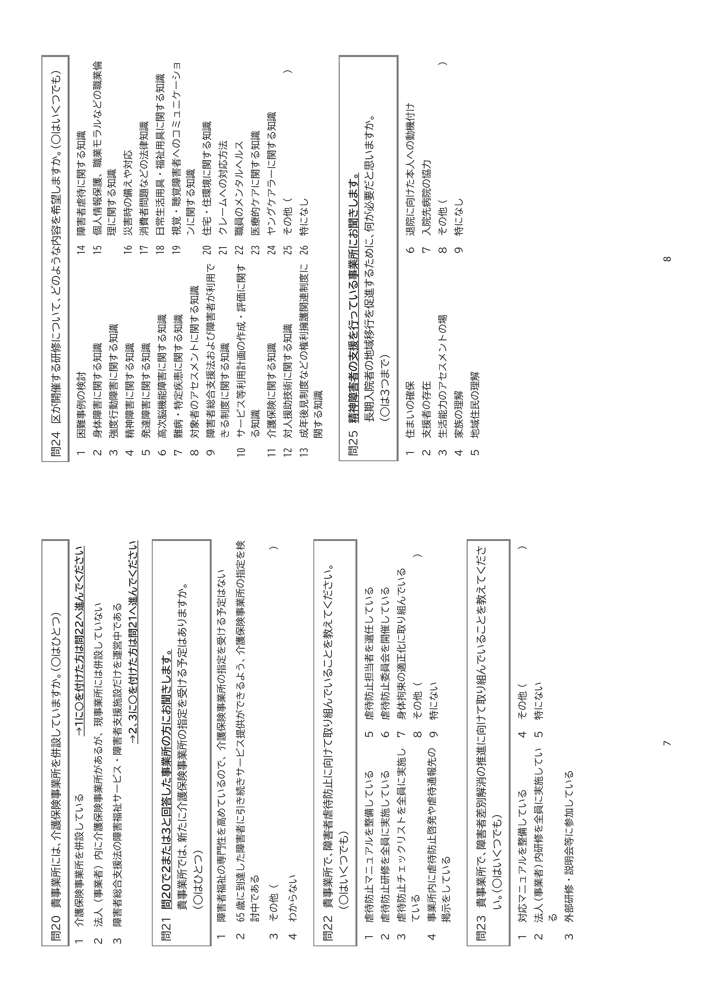 問20　貴事業所には、介護保険事業所を併設していますか。（〇はひとつ）
1　介護保険事業所を併設している　→1に〇を付けた方は問22へ進んでください
2　法人（事業者）内に介護保険事業所があるが、現事業所には併設していない
3　障害者総合支援法の障害福祉サービス・障害者支援施設だけを運営中である
→2、3に〇を付けた方は問21へ進んでください
問21　問20で2または3と回答した事業所の方にお聞きします。
貴事業所では、新たに介護保険事業所の指定を受ける予定はありますか。
（〇はひとつ）
1　障害者福祉の専門性を高めているので、介護保険事業所の指定を受ける予定はない
2　65 歳に到達した障害者に引き続きサービス提供ができるよう、介護保険事業所の指定を検
討中である
3　その他（　）
4　わからない
問22　貴事業所で、障害者虐待防止に向けて取り組んでいることを教えてください。
（〇はいくつでも）
1　虐待防止マニュアルを整備している
2　虐待防止研修を全員に実施している
3　虐待防止チェックリストを全員に実施し
ている
4　事業所内に虐待防止啓発や虐待通報先の
掲示をしている
5　虐待防止担当者を選任している
6　虐待防止委員会を開催している
7　身体拘束の適正化に取り組んでいる
8　その他（　）
9　特にない
問23　貴事業所で、障害者差別解消の推進に向けて取り組んでいることを教えてくださ
い。（〇はいくつでも）
1　対応マニュアルを整備している
2　法人（事業者）内研修を全員に実施してい
る
3　外部研修・説明会等に参加している
4　その他（　）
5　特にない
7
問24　区が開催する研修について、どのような内容を希望しますか。（〇はいくつでも）
1　困難事例の検討
2　身体障害に関する知識
3　強度行動障害に関する知識
4　精神障害に関する知識
5　発達障害に関する知識
6　高次脳機能障害に関する知識
7　難病・特定疾患に関する知識
8　対象者のアセスメントに関する知識
9　障害者総合支援法および障害者が利用で
きる制度に関する知識
10　サービス等利用計画の作成・評価に関す
る知識
11　介護保険に関する知識
12　対人援助技術に関する知識
13　成年後見制度などの権利擁護関連制度に
関する知識
14　障害者虐待に関する知識
15　個人情報保護、職業モラルなどの職業倫
理に関する知識
16　災害時の備えや対応
17　消費者問題などの法律知識
18　日常生活用具・福祉用具に関する知識
19　視覚・聴覚障害者へのコミュニケーショ
ンに関する知識
20　住宅・住環境に関する知識
21　クレームへの対応方法
22　職員のメンタルヘルス
23　医療的ケアに関する知識
24　ヤングケアラーに関する知識
25　その他（　）
26　特になし
問25　精神障害者の支援を行っている事業所にお聞きします。
長期入院者の地域移行を促進するために、何が必要だと思いますか。
（〇は3つまで）
1　住まいの確保
2　支援者の存在
3　生活能力のアセスメントの場
4　家族の理解
5　地域住民の理解
6　退院に向けた本人への動機付け
7　入院先病院の協力
8　その他（　）
9　特になし
8